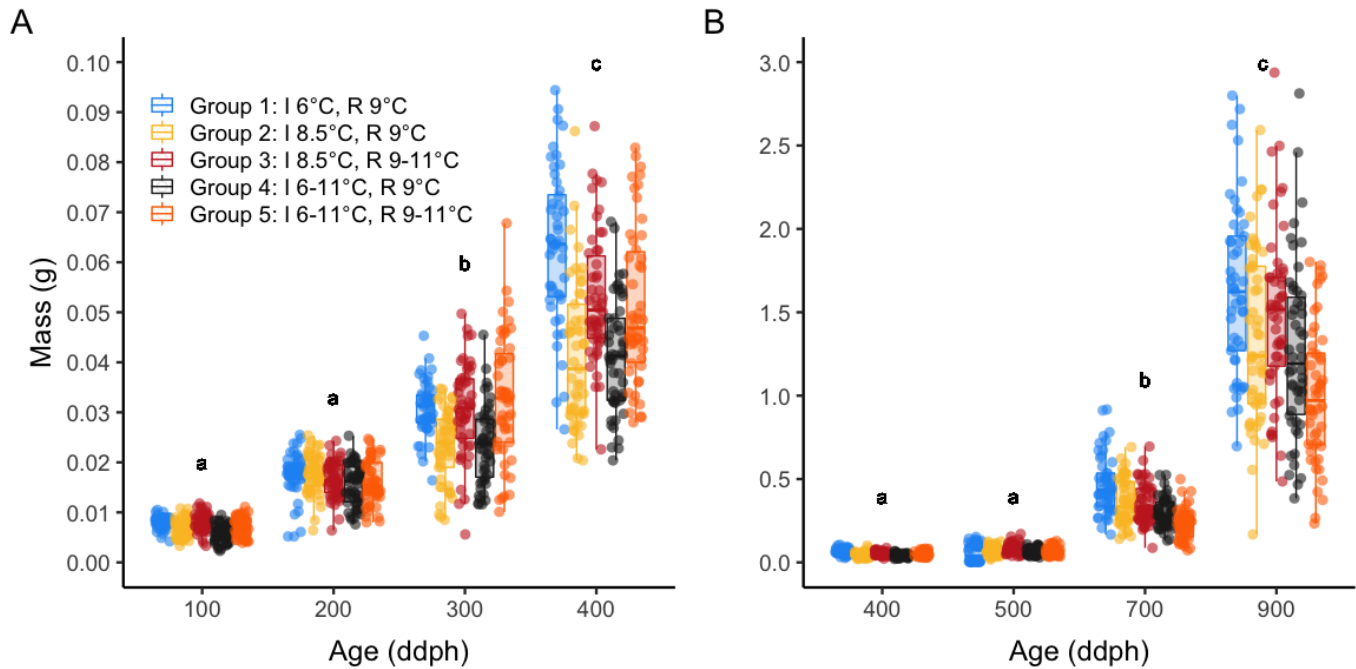 A
0.10
0.09
0.08
0.07
0.06
0.05
0.04
0.03
0.02
0.01
0.00
Mass (g)
Group 1: I 6°C, R 9°C
Group 2: I 8.5°C, R 9°C
Group 3: I 8.5°C, R 9-11°C
Group 4: I 6-11°C, R 9°C
Group 5: I 6-11°C, R 9-11°C
a
a
b
c
100 200 300 400
Age (ddph)
B
3.0
2.5
2.0
1.5
1.0
0.5
0.0
a
a
b
c
400 500 700 900
Age (ddph)